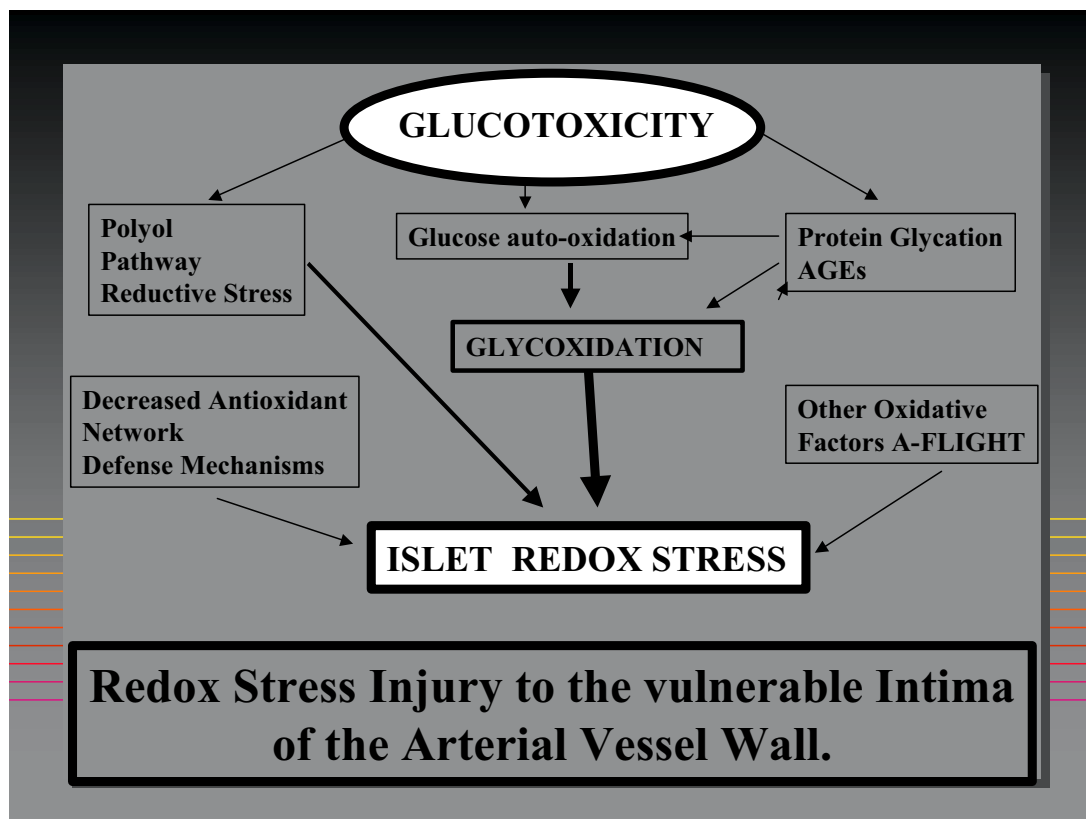 GLUCOTOXICITY
Polyol
Pathway
Reductive Stress
Glucose auto-oxidation
Protein Glycation
AGEs
GLYCOXIDATION
Decreased Antioxidant
Network
Defense Mechanisms
Other Oxidative
Factors A-FLIGHT
ISLET REDOX STRESS
Redox Stress Injury to the vulnerable Intima
of the Arterial Vessel Wall.